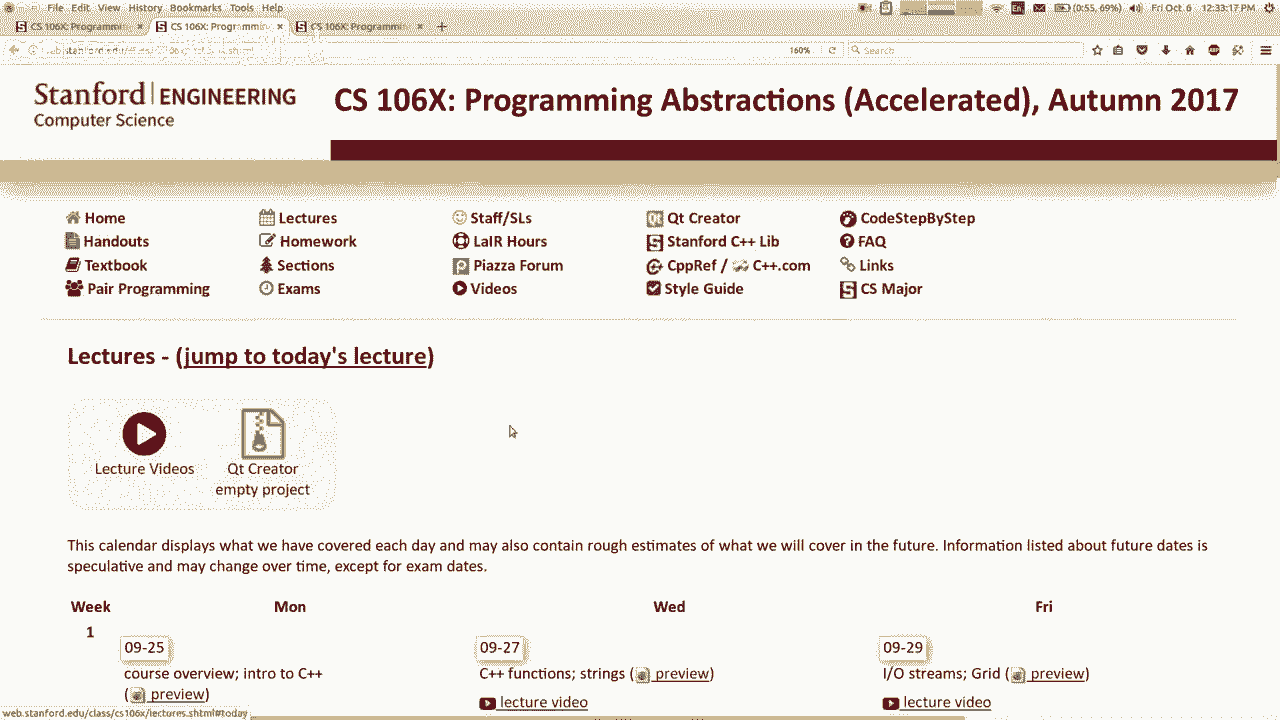 File Edit View History Bookmarks Tools Help
En (0:55, 69%) Fri Oct 6 12:33:17 PM
CS 106X: Programmin CS 106X: Programmin CS 106X: Programmin
160% Search
Stanford ENGINEERING
Computer Science
CS 106X: Programming Abstractions (Accelerated), Autumn 2017
Home Lectures Staff/SLs Qt Creator CodeStepByStep
Handouts Homework LaIR Hours Stanford C++ Lib FAQ
Textbook Sections Piazza Forum CppRef / C++.com Links
Pair Programming Exams Videos Style Guide CS Major
Lectures - (jump to today's lecture)
Lecture Videos Qt Creator
empty project
This calendar displays what we have covered each day and may also contain rough estimates of what we will cover in the future. Information listed about future dates is
speculative and may change over time, except for exam dates.
Week Mon Wed Fri
1
09-25 09-27 09-29
course overview; intro to C++ C++ functions; strings ( preview) I/O streams; Grid ( preview)
( preview)
lecture video lecture video
web.stanford.edu/class/cs106x/lectures.shtml#today